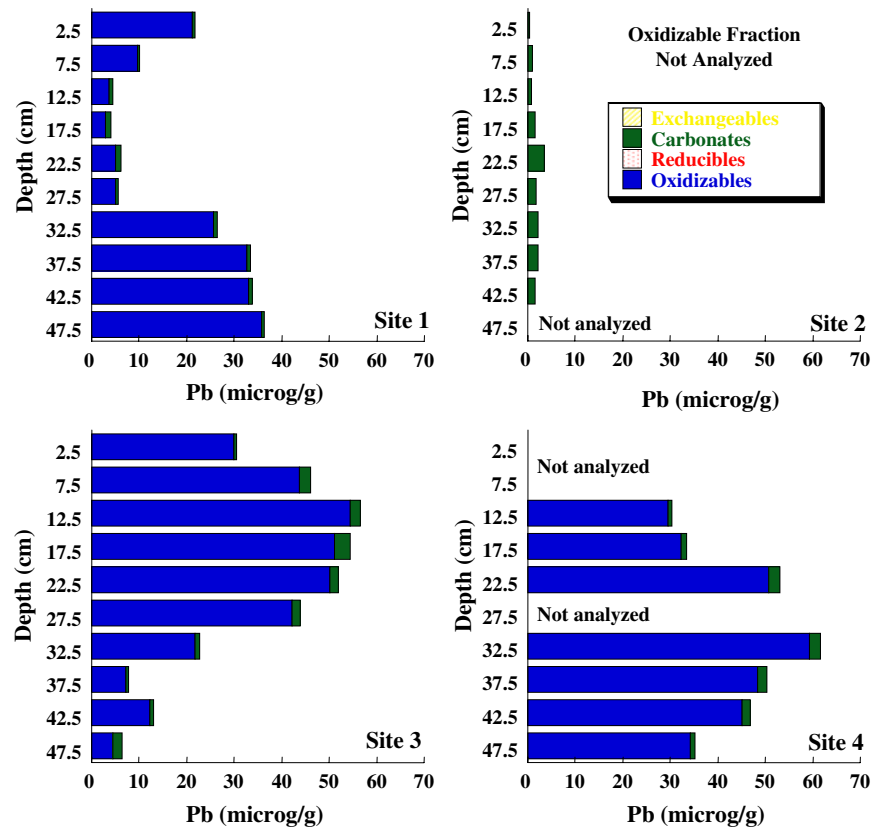 2.5
7.5
12.5
17.5
22.5
27.5
32.5
37.5
42.5
47.5
Depth (cm)
Site 1
0 10 20 30 40 50 60 70
Pb (microg/g)
2.5
7.5
12.5
17.5
22.5
27.5
32.5
37.5
42.5
47.5
Depth (cm)
Oxidizable Fraction
Not Analyzed
Exchangeables
Carbonates
Reducibles
Oxidizables
Not analyzed
Site 2
0 10 20 30 40 50 60 70
Pb (microg/g)
2.5
7.5
12.5
17.5
22.5
27.5
32.5
37.5
42.5
47.5
Depth (cm)
Site 3
0 10 20 30 40 50 60 70
Pb (microg/g)
2.5
7.5
12.5
17.5
22.5
27.5
32.5
37.5
42.5
47.5
Depth (cm)
Not analyzed
Not analyzed
Site 4
0 10 20 30 40 50 60 70
Pb (microg/g)